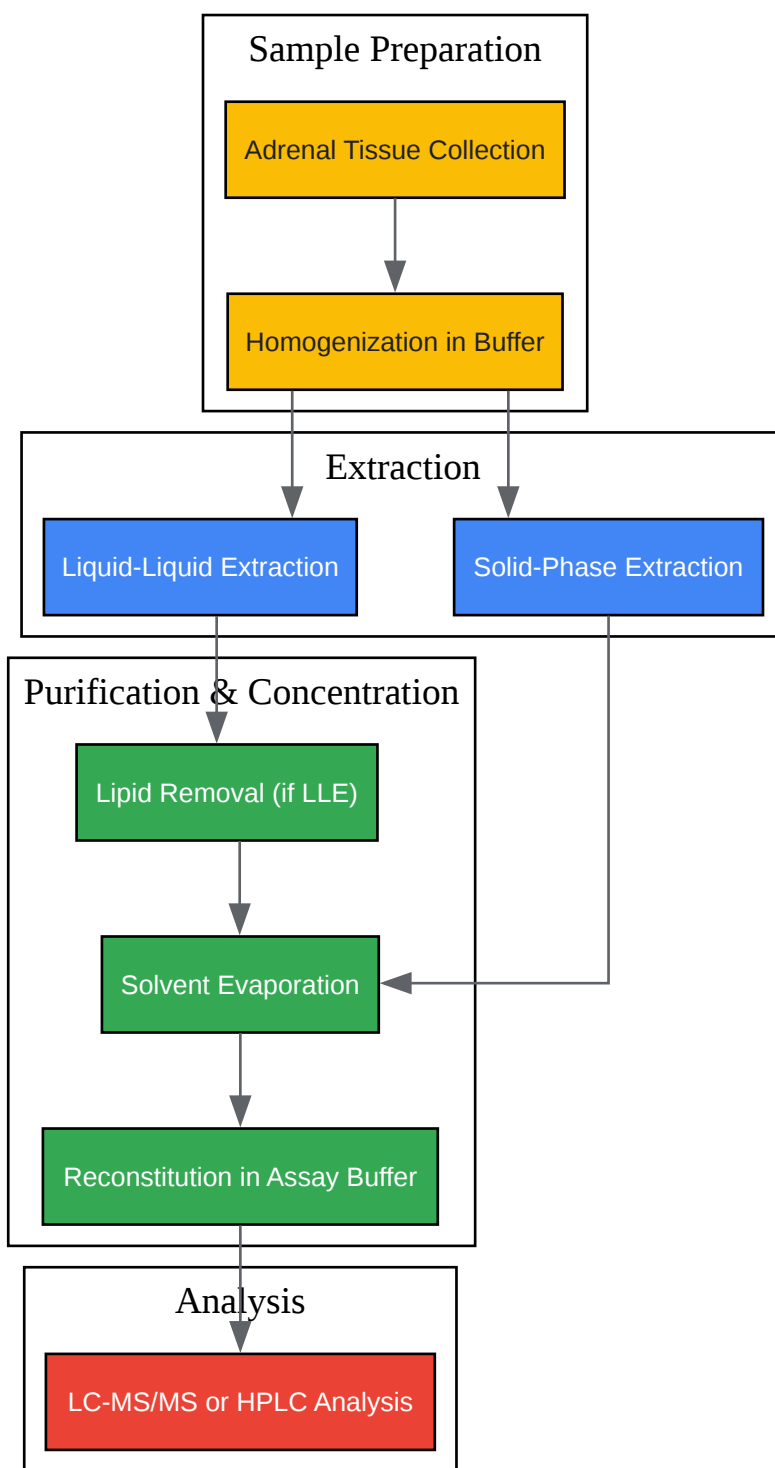 Sample Preparation
Adrenal Tissue Collection
Homogenization in Buffer
Extraction
Liquid-Liquid Extraction
Solid-Phase Extraction
Purification & Concentration
Lipid Removal (if LLE)
Solvent Evaporation
Reconstitution in Assay Buffer
Analysis
LC-MS/MS or HPLC Analysis